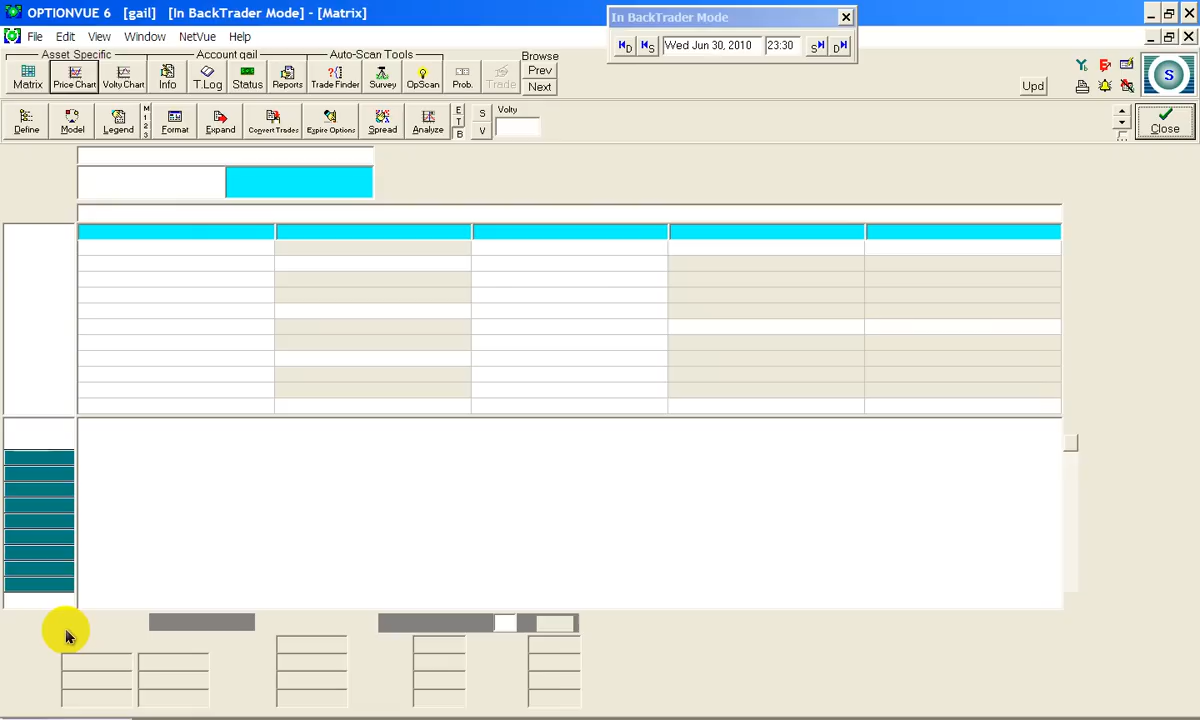 OPTIONVUE 6 [gail] [In BackTrader Mode] - [Matrix]
In BackTrader Mode
File Edit View Window NetVue Help
D S Wed Jun 30, 2010 23:30 S D
Asset Specific Account gail Auto-Scan Tools Browse
Matrix Price Chart Volty Chart Info T.Log Status Reports Trade Finder Survey OpScan Prob. Trade Prev
Next
Upd
S
Define Model Legend M 1 2 3 Format Expand Convert Trades Expire Options Spread Analyze E T B S V Volty
Close